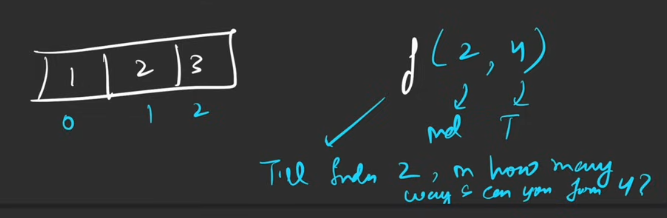 1 2 3
0 1 2
f(2, 4)
ind T
Till Index 2, in how many
ways can you form 4?